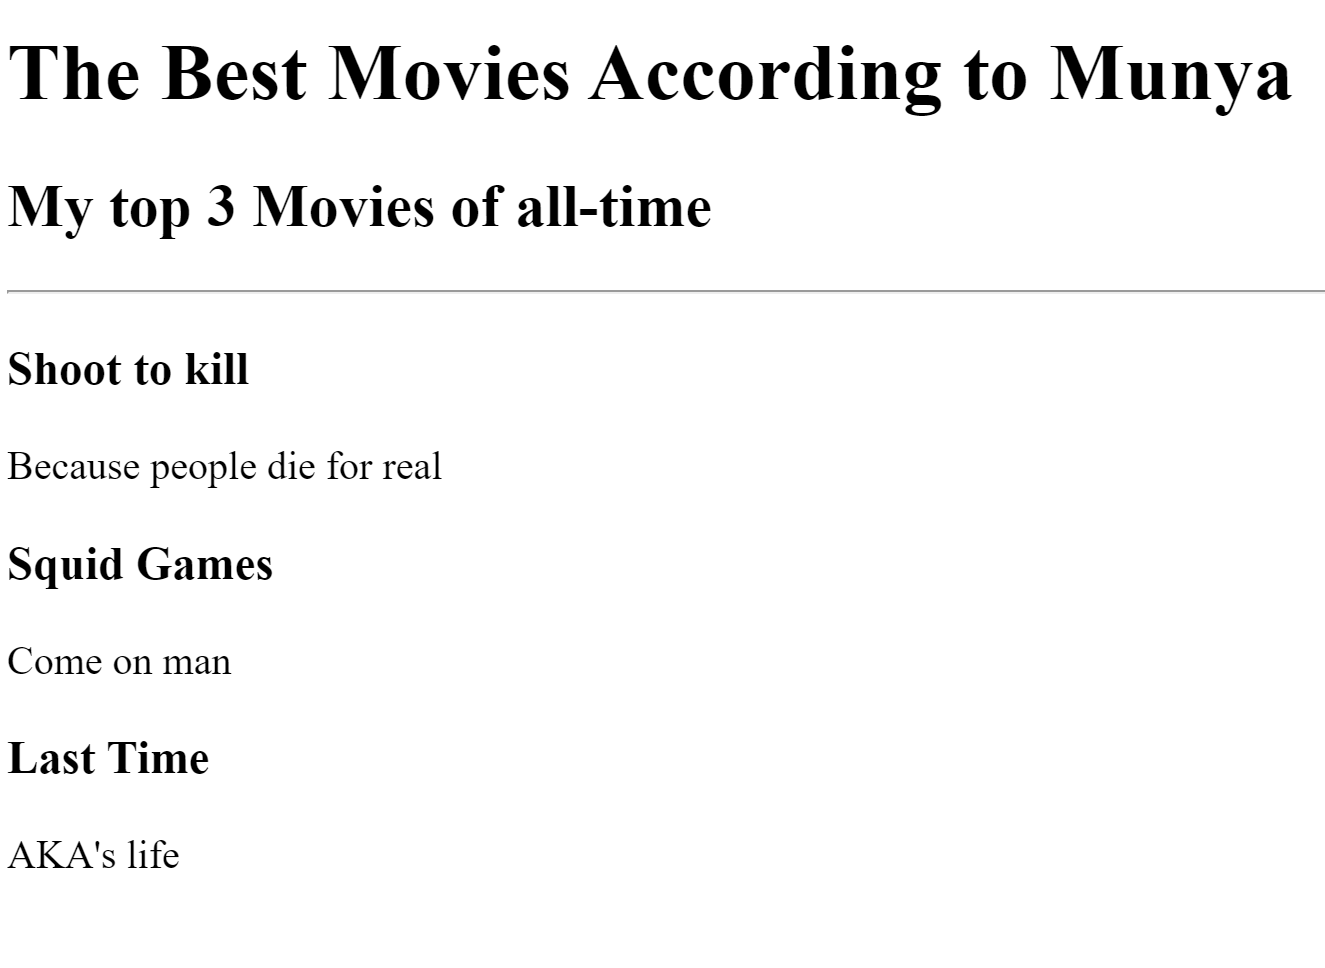 The Best Movies According to Munya
My top 3 Movies of all-time
Shoot to kill
Because people die for real
Squid Games
Come on man
Last Time
AKA's life